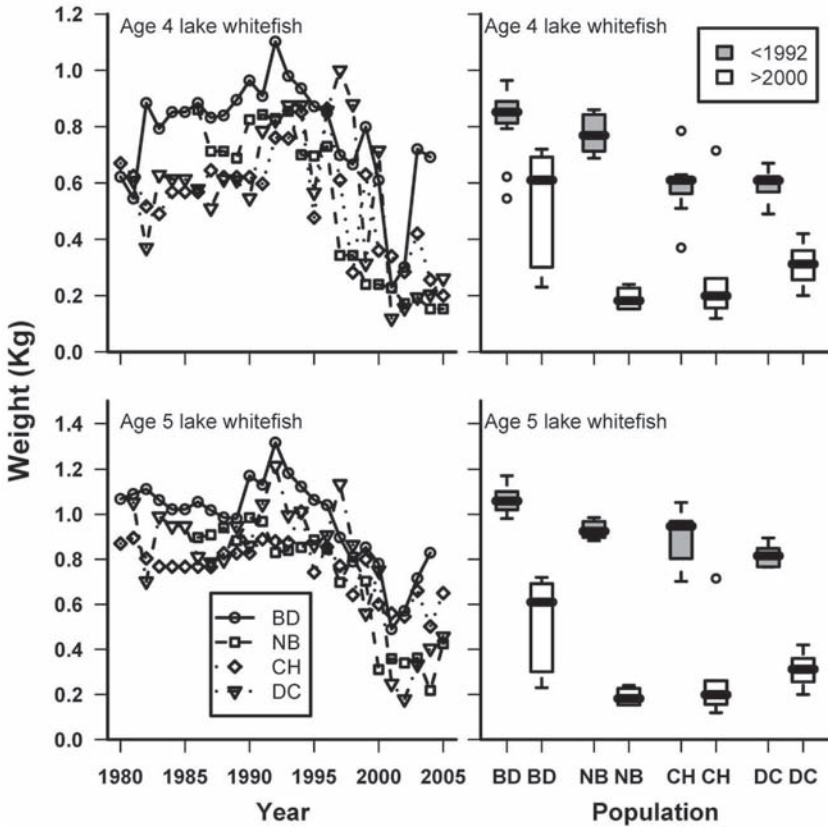 Age 4 lake whitefish
Age 4 lake whitefish
<1992
>2000
1.2
1.0
0.8
0.6
0.4
0.2
0.0
Weight (Kg)
Age 5 lake whitefish
Age 5 lake whitefish
1.4
1.2
1.0
0.8
0.6
0.4
0.2
0.0
BD
NB
CH
DC
1980 1985 1990 1995 2000 2005
BD BD NB NB CH CH DC DC
Year
Population